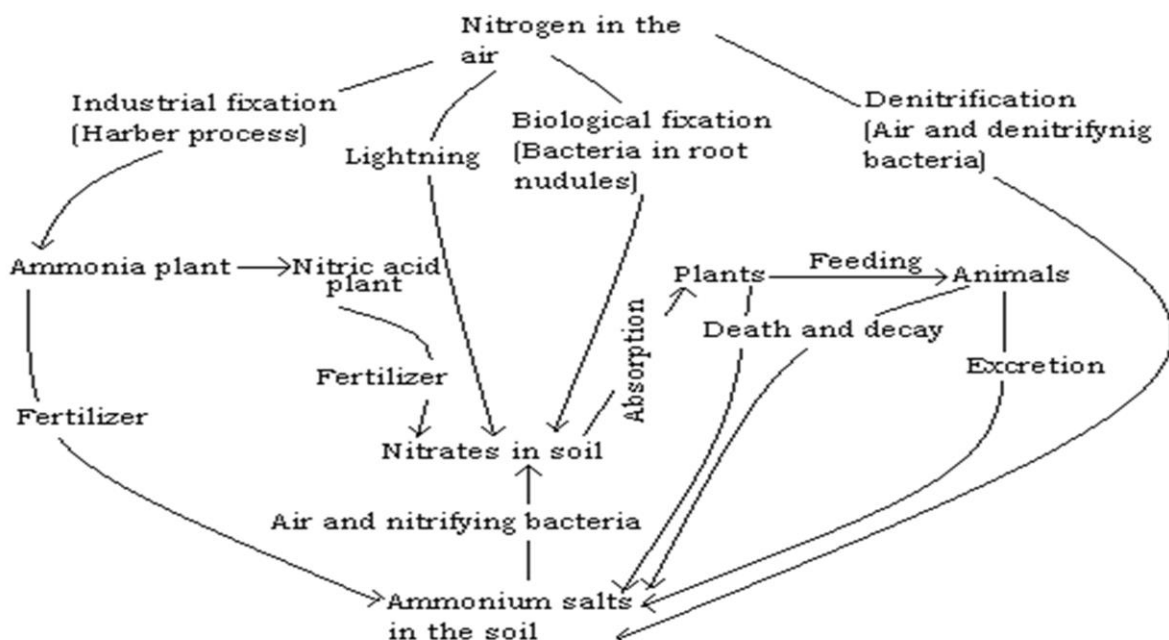 Nitrogen in the
air
Industrial fixation
(Harber process)
Lightning
Biological fixation
(Bacteria in root
nudules)
Denitrification
(Air and denitrifynig
bacteria)
Ammonia plant
Nitric acid
plant
Plants
Feeding
Animals
Death and decay
Excretion
Absorption
Fertilizer
Fertilizer
Nitrates in soil
Air and nitrifying bacteria
Ammonium salts
in the soil